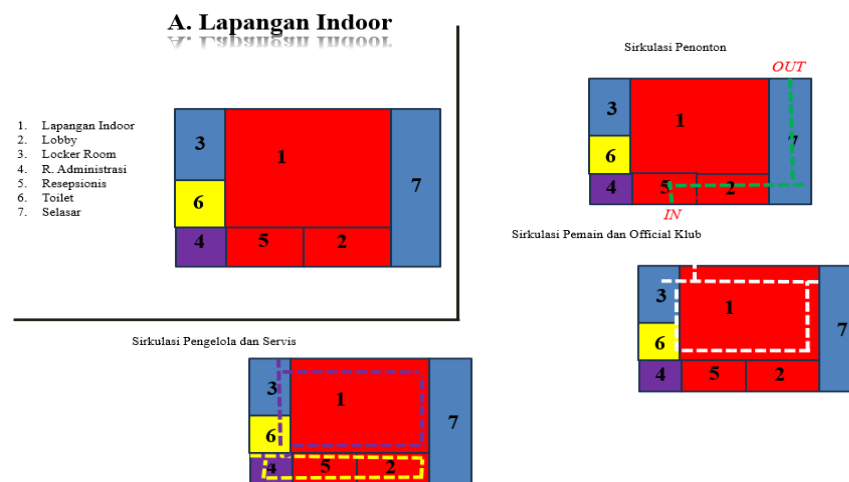 A. Lapangan Indoor
1. Lapangan Indoor
2. Lobby
3. Locker Room
4. R. Administrasi
5. Resepsionis
6. Toilet
7. Selasar
3
1
6
7
4
5
2
Sirkulasi Penonton
OUT
3
1
7
6
4
5
2
IN
Sirkulasi Pemain dan Official Klub
3
1
7
6
4
5
2
Sirkulasi Pengelola dan Servis
3
1
7
6
4
5
2